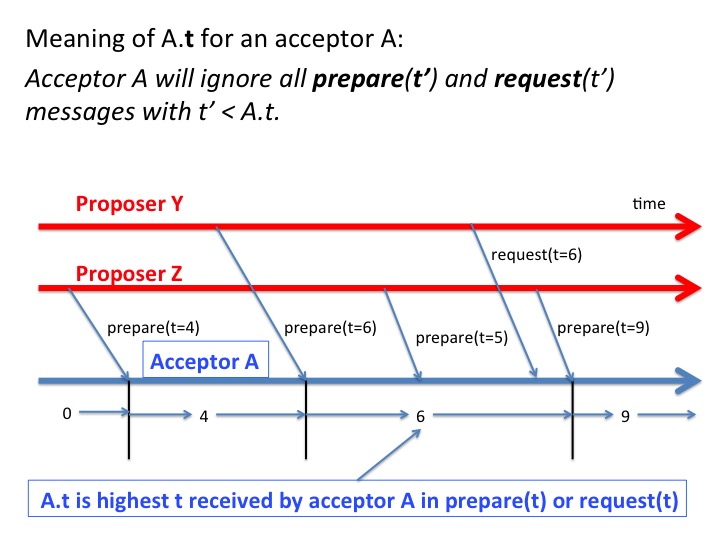 Meaning of A.t for an acceptor A:
Acceptor A will ignore all prepare(t’) and request(t’)
messages with t’ < A.t.
Proposer Y
time
request(t=6)
Proposer Z
prepare(t=4)
prepare(t=6)
prepare(t=5)
prepare(t=9)
Acceptor A
0
4
6
9
A.t is highest t received by acceptor A in prepare(t) or request(t)